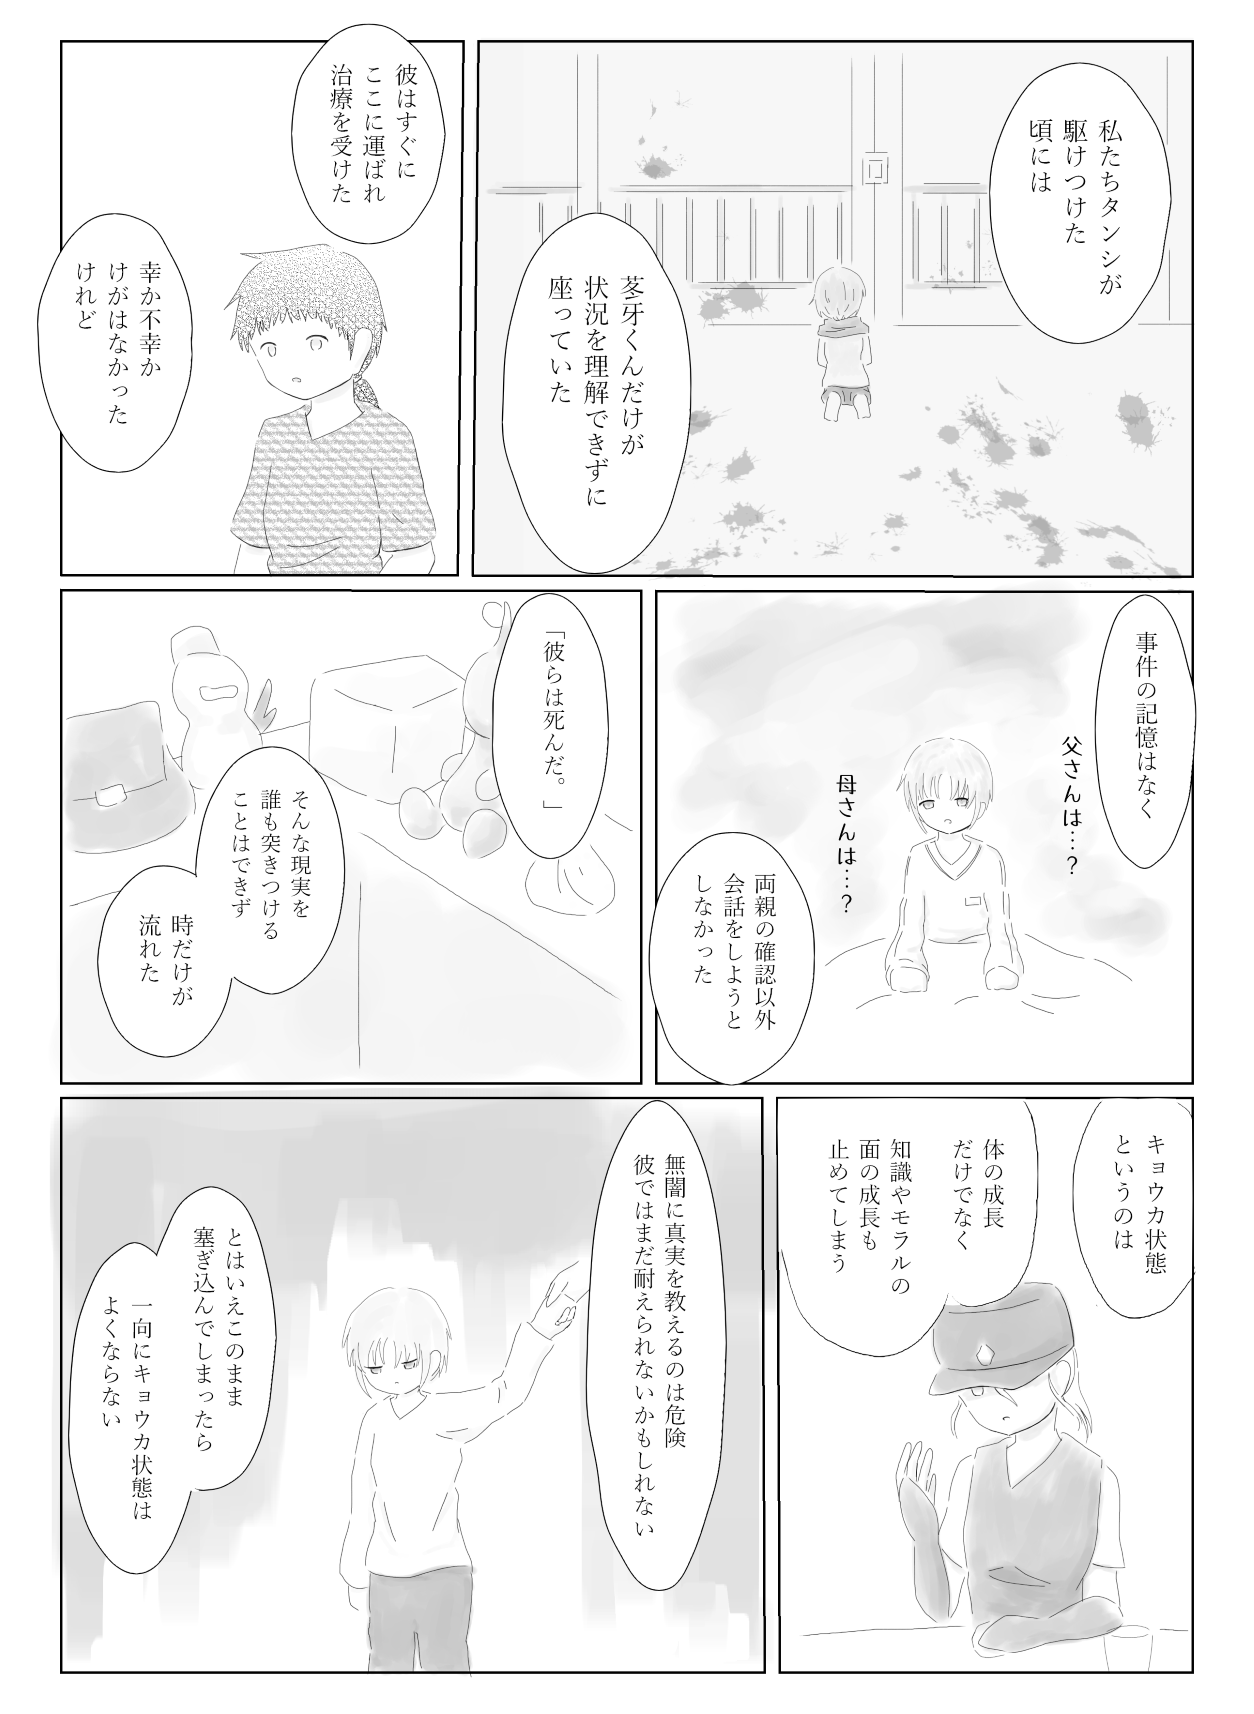 私たちタンシが
駆けつけた
頃には
茎牙くんだけが
状況を理解できずに
座っていた
彼はすぐに
ここに運ばれ
治療を受けた
幸か不幸か
けがはなかった
けれど
事件の記憶はなく
父さんは…?
母さんは…?
両親の確認以外
会話をしようと
しなかった
「彼らは死んだ。」
そんな現実を
誰も突きつける
ことはできず
時だけが
流れた
キョウカ状態
というのは
体の成長
だけでなく
知識やモラルの
面の成長も
止めてしまう
無闇に真実を教えるのは危険
彼ではまだ耐えられないかもしれない
とはいえこのまま
塞ぎ込んでしまったら
一向にキョウカ状態は
よくならない